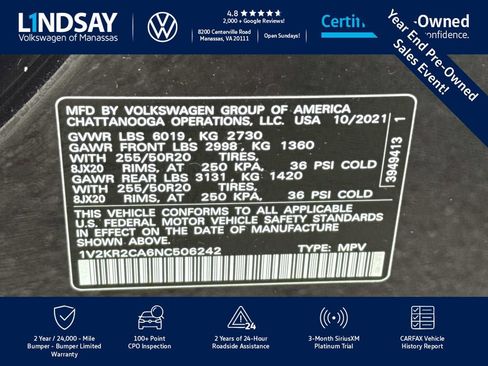 LINDSAY
Volkswagen of Manassas
4.8 ★★★★★
2,000 + Google Reviews!
8200 Centerville Road
Manassas, VA 20111
Open Sundays!
Certifi
-Owned
confidence.
Year End Pre-Owned
Sales Event!
MFD BY VOLKSWAGEN GROUP OF AMERICA
CHATTANOOGA OPERATIONS, LLC. USA 10/2021
GVWR LBS 6019, KG 2730
GAWR FRONT LBS 2998, KG 1360
WITH 255/50R20 TIRES,
8JX20 RIMS, AT 250 KPA, 36 PSI COLD
GAWR REAR LBS 3131, KG 1420
WITH 255/50R20 TIRES,
8JX20 RIMS, AT 250 KPA, 36 PSI COLD
THIS VEHICLE CONFORMS TO ALL APPLICABLE
U.S. FEDERAL MOTOR VEHICLE SAFETY STANDARDS
IN EFFECT ON THE DATE OF MANUFACTURE
SHOWN ABOVE.
1V2KR2CA6NC506242 TYPE: MPV
3949413 1
2 Year / 24,000 - Mile
Bumper - Bumper Limited
Warranty
100+ Point
CPO Inspection
24
2 Years of 24-Hour
Roadside Assistance
3-Month SiriusXM
Platinum Trial
CARFAX Vehicle
History Report